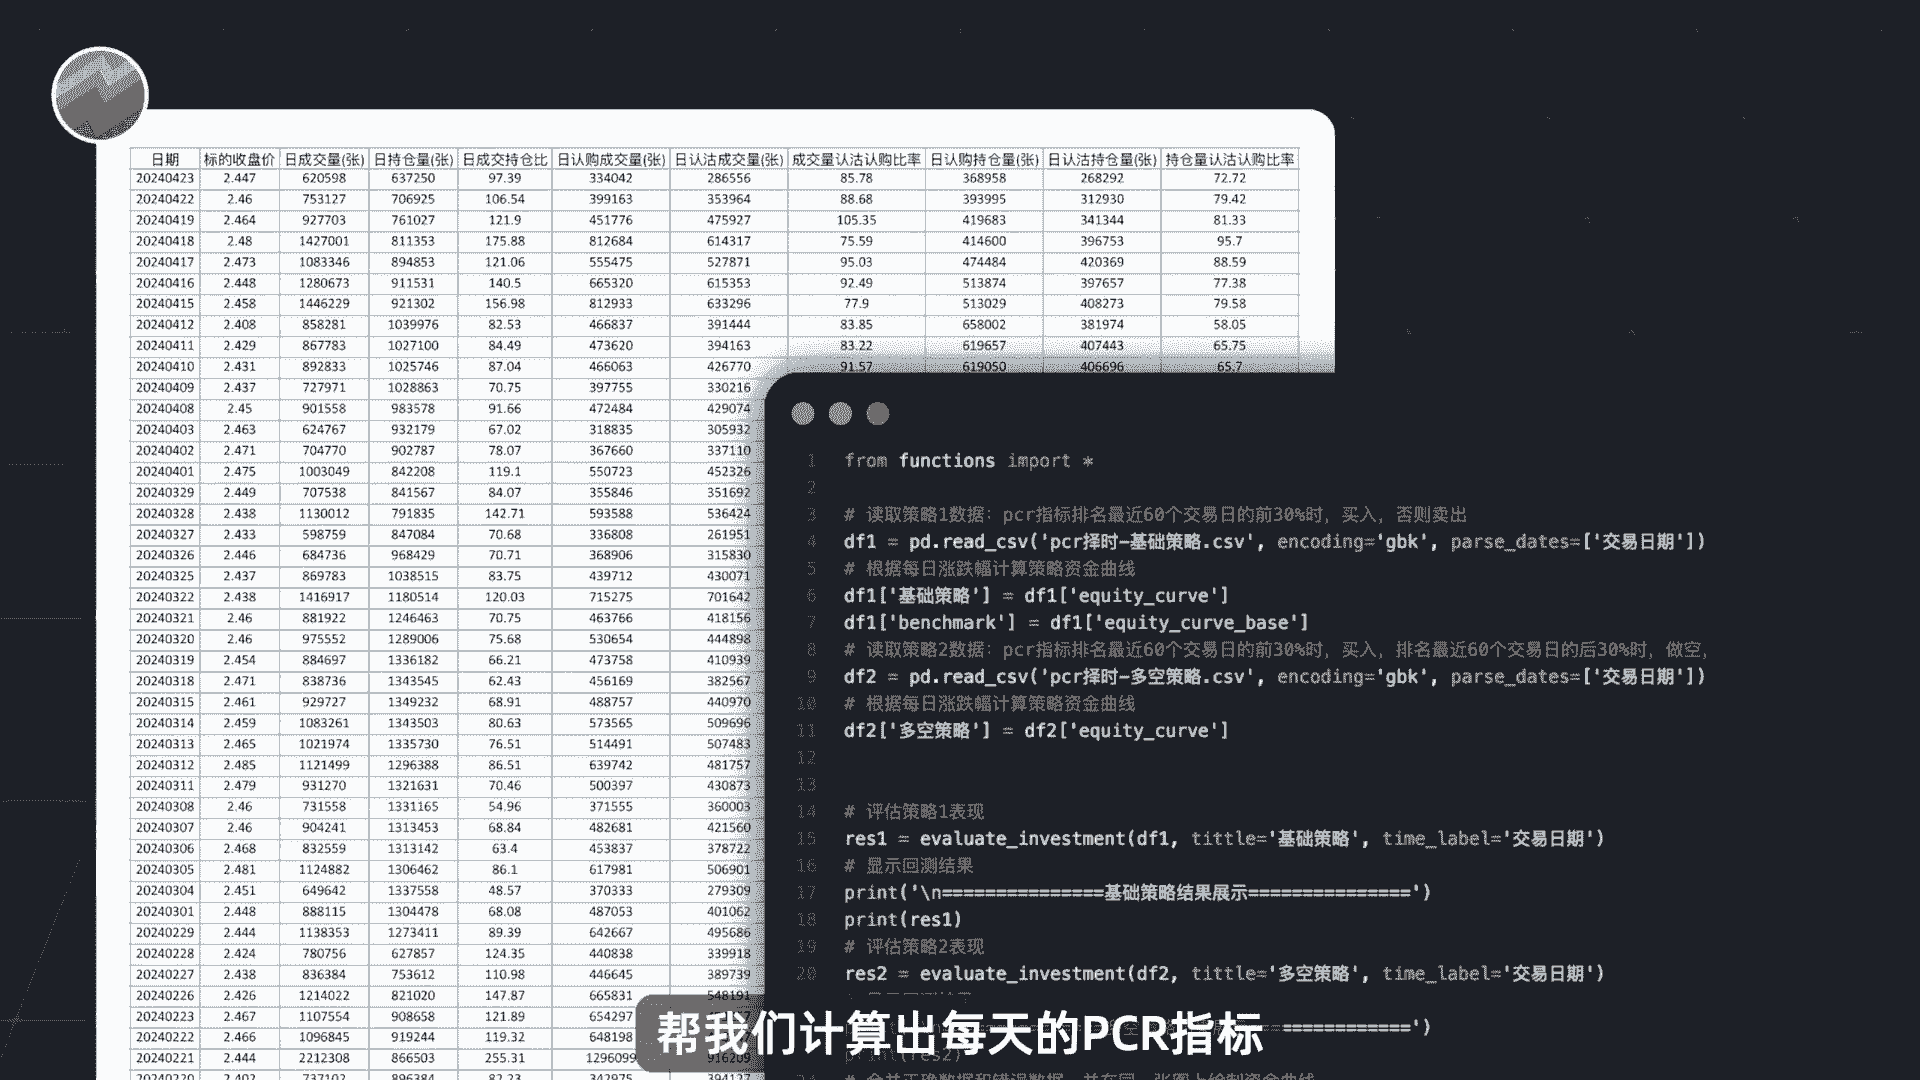 日期 标的收盘价 日成交量(张) 日持仓量(张) 日成交持仓比 日认购成交量(张) 日认沽成交量(张) 成交量认沽认购比率 日认购持仓量(张) 日认沽持仓量(张) 持仓量认沽认购比率
20240423 2.447 620598 637250 97.39 334042 286556 85.78 368958 268292 72.72
20240422 2.46 753127 706925 106.54 399163 353964 88.68 393995 312930 79.42
20240419 2.464 927703 761027 121.9 451776 475927 105.35 419683 341344 81.33
20240418 2.48 1427001 811353 175.88 812684 614317 75.59 414600 396753 95.7
20240417 2.473 1083346 894853 121.06 555475 527871 95.03 474484 420369 88.59
20240416 2.448 1280673 911531 140.5 665320 615353 92.49 513874 397657 77.38
20240415 2.458 1446229 921302 156.98 812933 633296 77.9 513029 408273 79.58
20240412 2.408 858281 1039976 82.53 466837 391444 83.85 658002 381974 58.05
20240411 2.429 867783 1027100 84.49 473620 394163 83.22 619657 407443 65.75
20240410 2.431 892833 1025746 87.04 466063 426770 91.57 619050 406696 65.7
20240409 2.437 727971 1028863 70.75 397755 330216
20240408 2.45 901558 983578 91.66 472484 429074
20240403 2.463 624767 932179 67.02 318835 305932
20240402 2.471 704770 902787 78.07 367660 337110
20240401 2.475 1003049 842208 119.1 550723 452326
20240329 2.449 707538 841567 84.07 355846 351692
20240328 2.438 1130012 791835 142.71 593588 536424
20240327 2.433 598759 847084 70.68 336808 261951
20240326 2.446 684736 968429 70.71 368906 315830
20240325 2.437 869783 1038515 83.75 439712 430071
20240322 2.438 1416917 1180514 120.03 715275 701642
20240321 2.46 881922 1246463 70.75 463766 418156
20240320 2.46 975552 1289006 75.68 530654 444898
20240319 2.454 884697 1336182 66.21 473758 410939
20240318 2.471 838736 1343545 62.43 456169 382567
20240315 2.461 929727 1349232 68.91 488757 440970
20240314 2.459 1083261 1343503 80.63 573565 509696
20240313 2.465 1021974 1335730 76.51 514491 507483
20240312 2.485 1121499 1296388 86.51 639742 481757
20240311 2.479 931270 1321631 70.46 500397 430873
20240308 2.46 731558 1331165 54.96 371555 360003
20240307 2.46 904241 1313453 68.84 482681 421560
20240306 2.468 832559 1313142 63.4 453837 378722
20240305 2.481 1124882 1306462 86.1 617981 506901
20240304 2.451 649642 1337558 48.57 370333 279309
20240301 2.448 888115 1304478 68.08 487053 401062
20240229 2.444 1138353 1273411 89.39 642667 495686
20240228 2.424 780756 627857 124.35 440838 339918
20240227 2.438 836384 753612 110.98 446645 389739
20240226 2.426 1214022 821020 147.87 665831 548191
20240223 2.467 1107554 908658 121.89 654297
20240222 2.466 1096845 919244 119.32 648198
20240221 2.444 2212308 866503 255.31 1296099 916209
20240220 2.402 737102 896384 82.23 342975 394127
1 from functions import *
2
3 # 读取策略1数据：pcr指标排名最近60个交易日的前30%时，买入，否则卖出
4 df1 = pd.read_csv('pcr择时-基础策略.csv', encoding='gbk', parse_dates=['交易日期'])
5 # 根据每日涨跌幅计算策略资金曲线
6 df1['基础策略'] = df1['equity_curve']
7 df1['benchmark'] = df1['equity_curve_base']
8 # 读取策略2数据：pcr指标排名最近60个交易日的前30%时，买入，排名最近60个交易日的后30%时，做空，
9 df2 = pd.read_csv('pcr择时-多空策略.csv', encoding='gbk', parse_dates=['交易日期'])
10 # 根据每日涨跌幅计算策略资金曲线
11 df2['多空策略'] = df2['equity_curve']
12
13
14 # 评估策略1表现
15 res1 = evaluate_investment(df1, tittle='基础策略', time_label='交易日期')
16 # 显示回测结果
17 print('\n===============基础策略结果展示===============')
18 print(res1)
19 # 评估策略2表现
20 res2 = evaluate_investment(df2, tittle='多空策略', time_label='交易日期')
============')
print(res2)
帮我们计算出每天的PCR指标